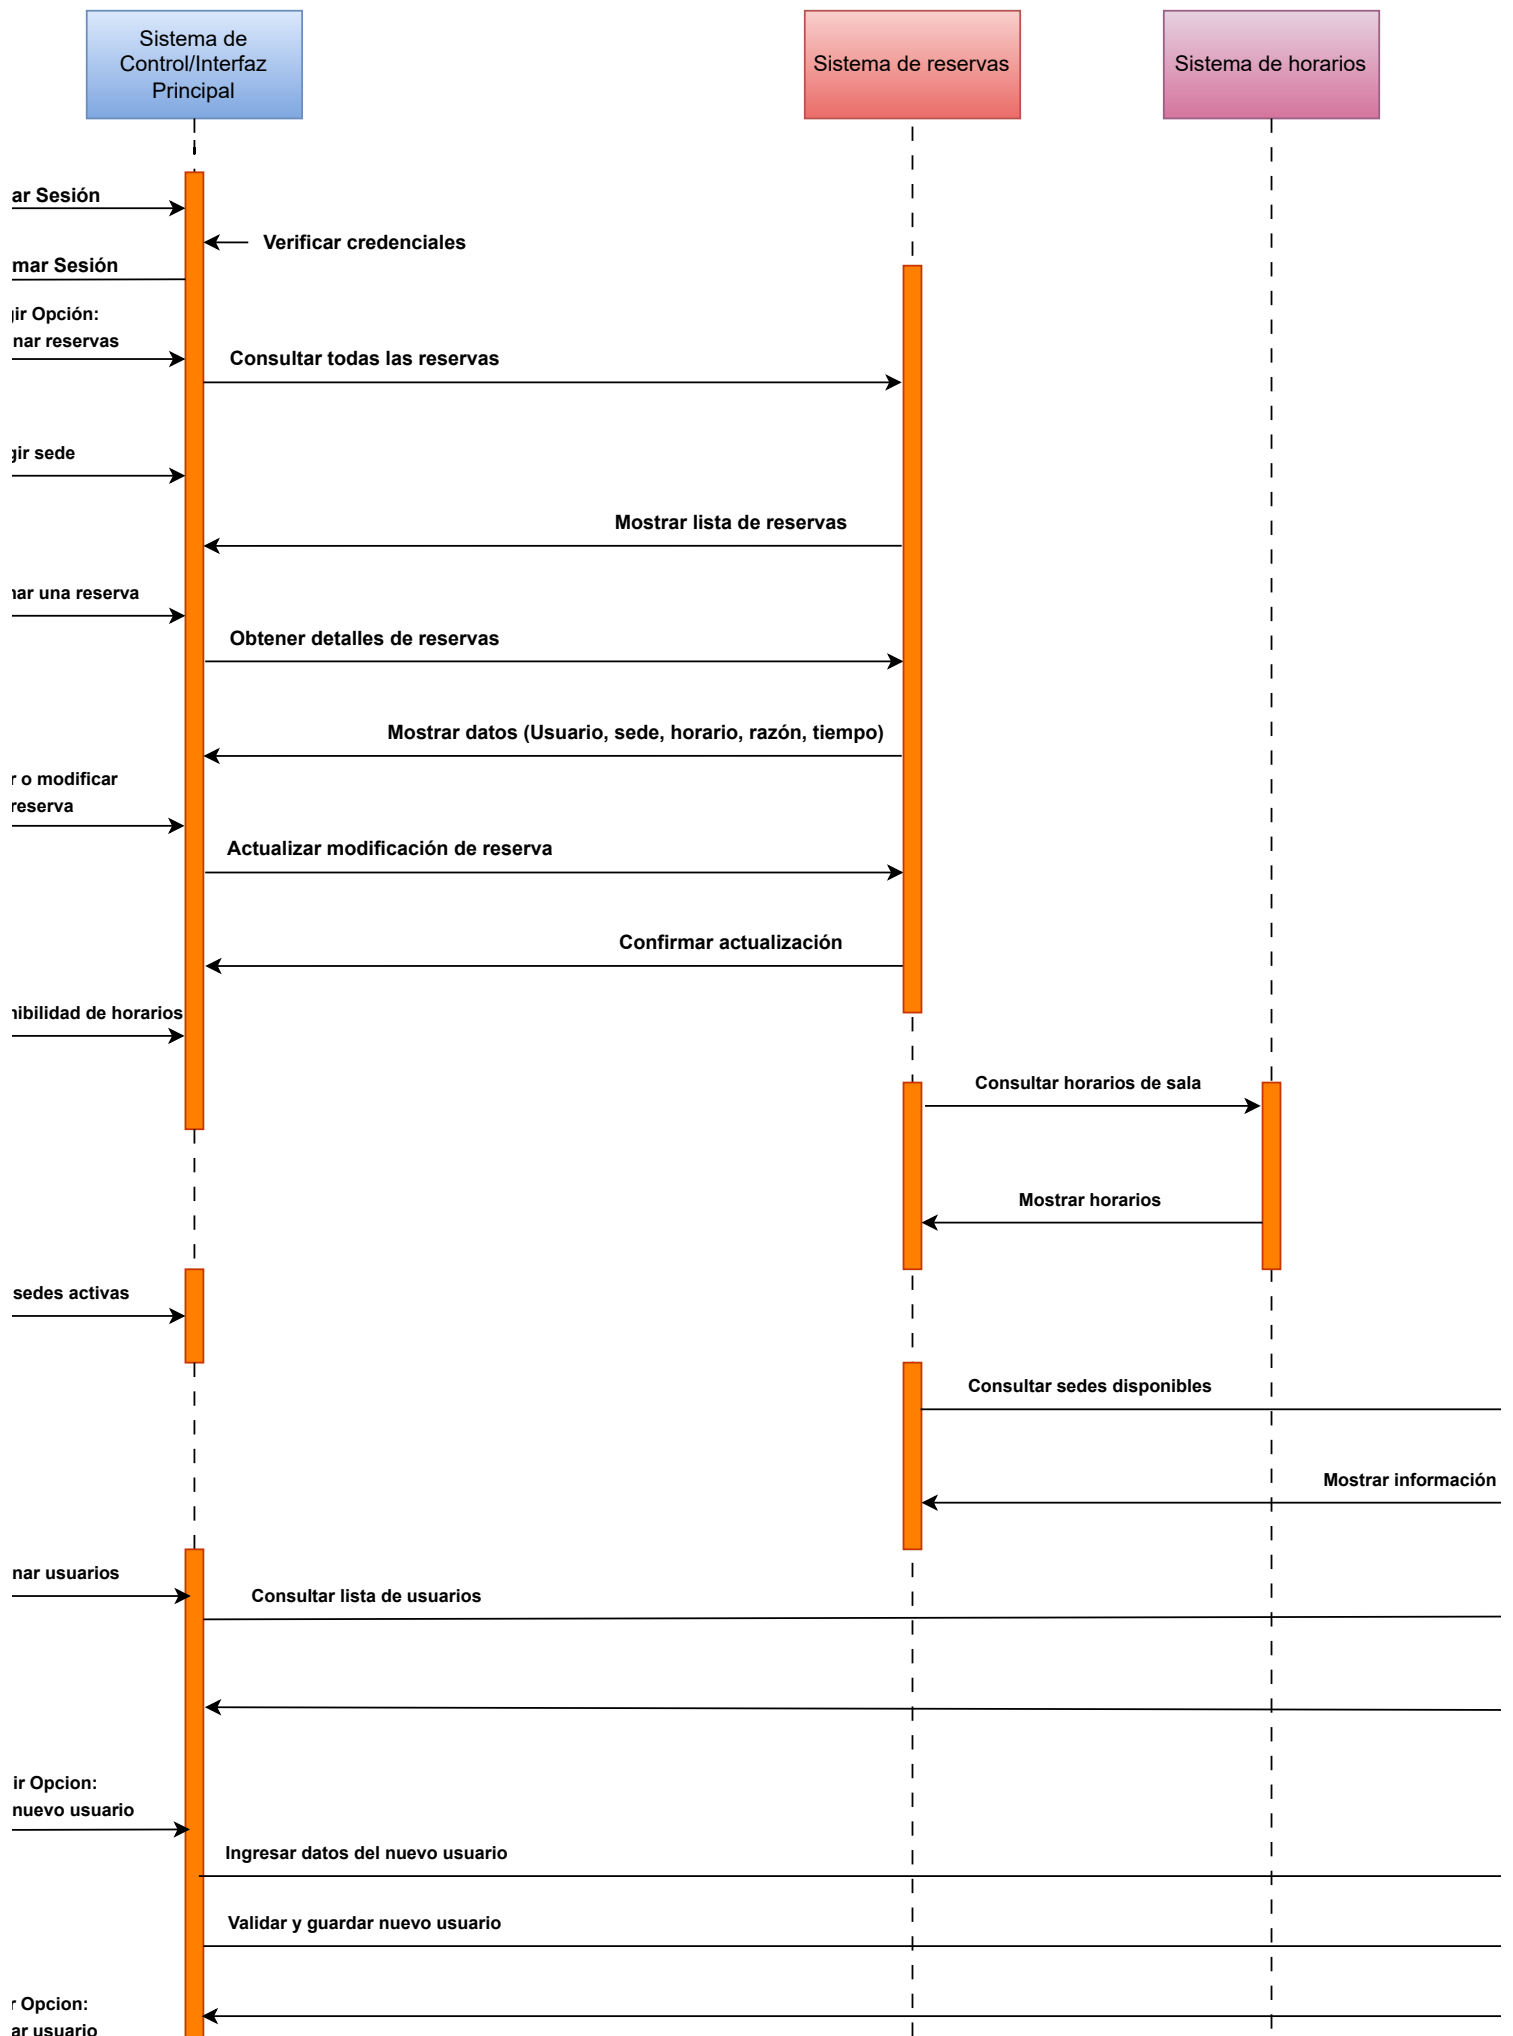 Sistema de
Control/Interfaz
Principal
Sistema de reservas
Sistema de horarios
ar Sesión
Verificar credenciales
mar Sesión
gir Opción:
nar reservas
Consultar todas las reservas
gir sede
Mostrar lista de reservas
nar una reserva
Obtener detalles de reservas
Mostrar datos (Usuario, sede, horario, razón, tiempo)
r o modificar
reserva
Actualizar modificación de reserva
Confirmar actualización
nibilidad de horarios
Consultar horarios de sala
Mostrar horarios
sedes activas
Consultar sedes disponibles
Mostrar información
nar usuarios
Consultar lista de usuarios
ir Opcion:
nuevo usuario
Ingresar datos del nuevo usuario
Validar y guardar nuevo usuario
r Opcion:
ar usuario